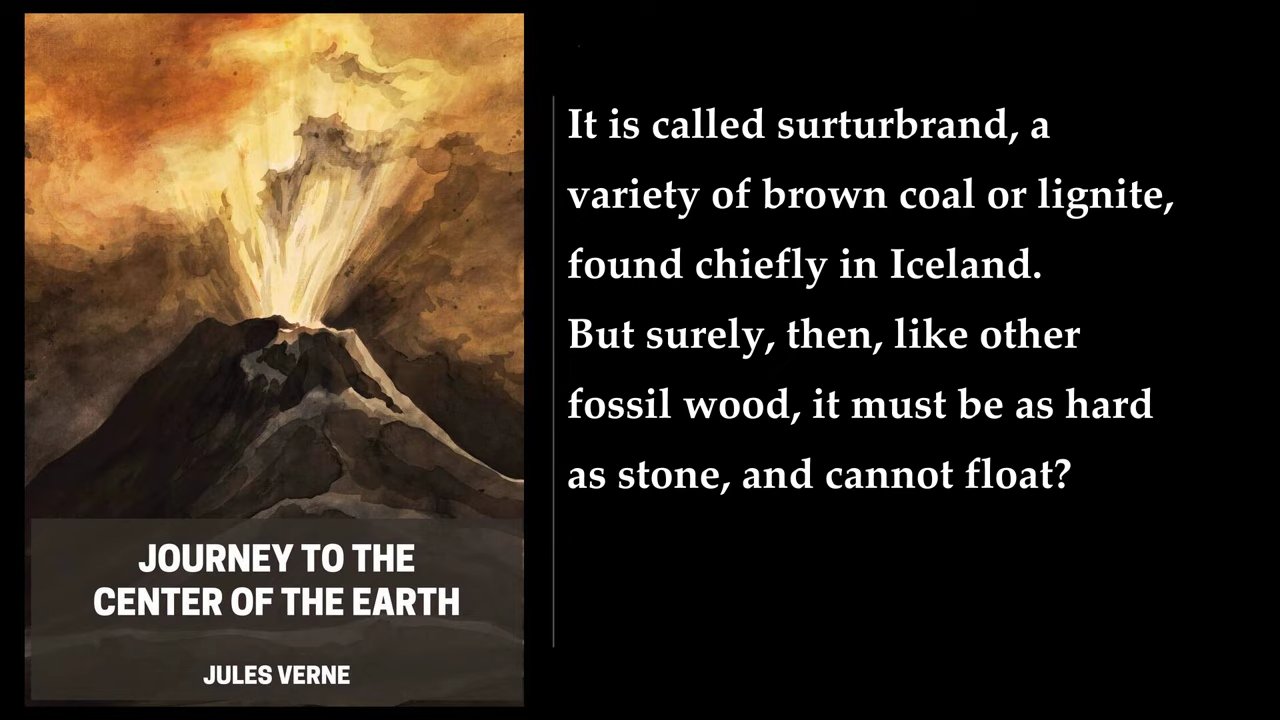 It is called surturbrand, a
variety of brown coal or lignite,
found chiefly in Iceland.
But surely, then, like other
fossil wood, it must be as hard
as stone, and cannot float?
JOURNEY TO THE
CENTER OF THE EARTH
JULES VERNE